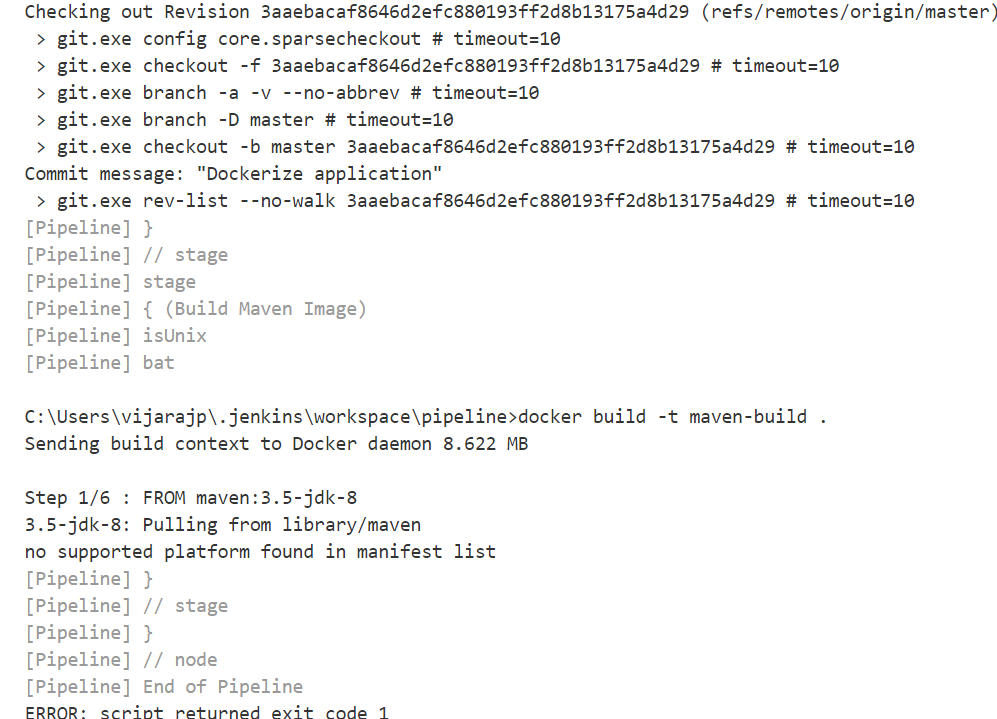 Checking out Revision 3aaebacaf8646d2efc880193ff2d8b13175a4d29 (refs/remotes/origin/master)
> git.exe config core.sparsecheckout # timeout=10
> git.exe checkout -f 3aaebacaf8646d2efc880193ff2d8b13175a4d29 # timeout=10
> git.exe branch -a -v --no-abbrev # timeout=10
> git.exe branch -D master # timeout=10
> git.exe checkout -b master 3aaebacaf8646d2efc880193ff2d8b13175a4d29 # timeout=10
Commit message: "Dockerize application"
> git.exe rev-list --no-walk 3aaebacaf8646d2efc880193ff2d8b13175a4d29 # timeout=10
[Pipeline] }
[Pipeline] // stage
[Pipeline] stage
[Pipeline] { (Build Maven Image)
[Pipeline] isUnix
[Pipeline] bat
C:\Users\vijarajp\.jenkins\workspace\pipeline>docker build -t maven-build .
Sending build context to Docker daemon 8.622 MB
Step 1/6 : FROM maven:3.5-jdk-8
3.5-jdk-8: Pulling from library/maven
no supported platform found in manifest list
[Pipeline] }
[Pipeline] // stage
[Pipeline] }
[Pipeline] // node
[Pipeline] End of Pipeline
ERROR: script returned exit code 1